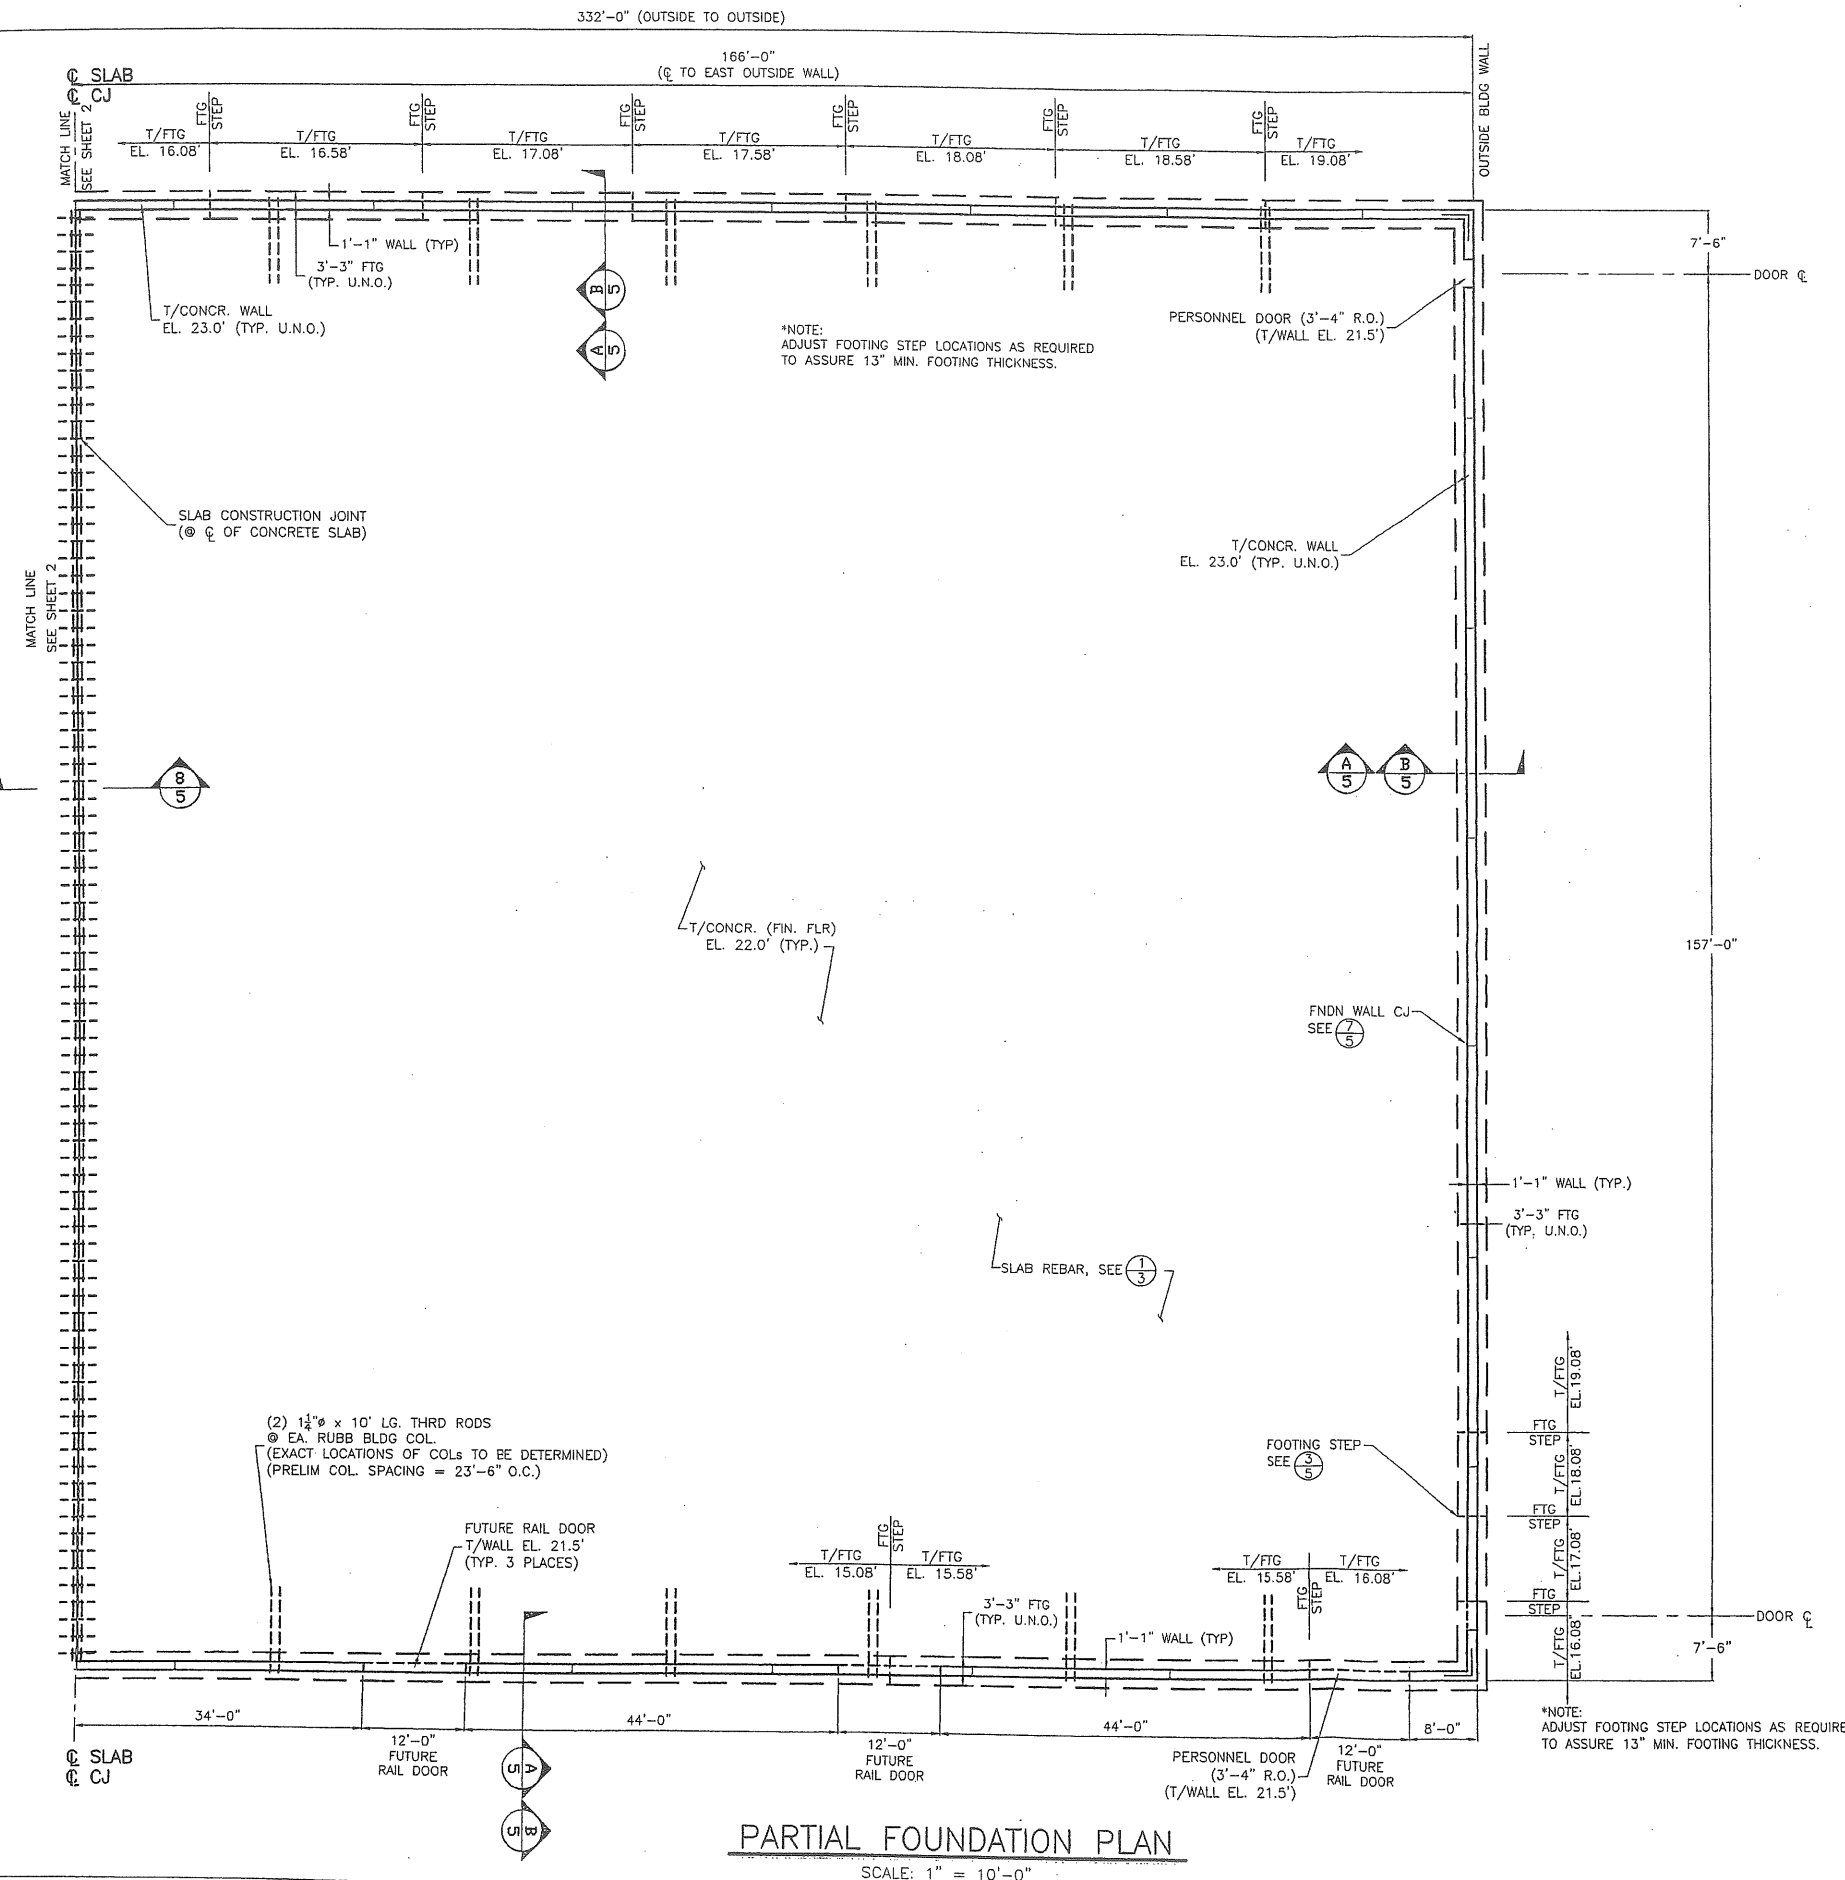 332'-0" (OUTSIDE TO OUTSIDE)
166'-0"
(℄ TO EAST OUTSIDE WALL)
℄ SLAB
℄ CJ
MATCH LINE
SEE SHEET 2
OUTSIDE BLDG WALL
FTG
STEP
FTG
STEP
FTG
STEP
FTG
STEP
FTG
STEP
FTG
STEP
T/FTG
EL. 16.08'
T/FTG
EL. 16.58'
T/FTG
EL. 17.08'
T/FTG
EL. 17.58'
T/FTG
EL. 18.08'
T/FTG
EL. 18.58'
T/FTG
EL. 19.08'
1'-1" WALL (TYP)
3'-3" FTG
(TYP. U.N.O.)
T/CONCR. WALL
EL. 23.0' (TYP. U.N.O.)
B
5
A
5
*NOTE:
ADJUST FOOTING STEP LOCATIONS AS REQUIRED
TO ASSURE 13" MIN. FOOTING THICKNESS.
PERSONNEL DOOR (3'-4" R.O.)
(T/WALL EL. 21.5')
7'-6"
DOOR ℄
SLAB CONSTRUCTION JOINT
(@ ℄ OF CONCRETE SLAB)
T/CONCR. WALL
EL. 23.0' (TYP. U.N.O.)
MATCH LINE
SEE SHEET 2
8
5
A
5
B
5
T/CONCR. (FIN. FLR)
EL. 22.0' (TYP.)
157'-0"
FNDN WALL CJ
SEE 7
5
1'-1" WALL (TYP.)
3'-3" FTG
(TYP. U.N.O.)
SLAB REBAR, SEE 1
3
(2) 1¼"ø x 10' LG. THRD RODS
@ EA. RUBB BLDG COL.
(EXACT LOCATIONS OF COLs TO BE DETERMINED)
(PRELIM COL. SPACING = 23'-6" O.C.)
FOOTING STEP
SEE 3
5
T/FTG
EL.19.08'
FTG
STEP
T/FTG
EL.18.08'
FTG
STEP
T/FTG
EL.17.08'
FTG
STEP
T/FTG
EL.16.08'
DOOR ℄
7'-6"
FUTURE RAIL DOOR
T/WALL EL. 21.5'
(TYP. 3 PLACES)
FTG
STEP
T/FTG
EL. 15.08'
T/FTG
EL. 15.58'
T/FTG
EL. 15.58'
T/FTG
EL. 16.08'
FTG
STEP
3'-3" FTG
(TYP. U.N.O.)
1'-1" WALL (TYP)
34'-0"
12'-0"
FUTURE
RAIL DOOR
44'-0"
12'-0"
FUTURE
RAIL DOOR
44'-0"
12'-0"
FUTURE
RAIL DOOR
8'-0"
PERSONNEL DOOR
(3'-4" R.O.)
(T/WALL EL. 21.5')
*NOTE:
ADJUST FOOTING STEP LOCATIONS AS REQUIRE
TO ASSURE 13" MIN. FOOTING THICKNESS.
℄ SLAB
℄ CJ
A
5
B
5
PARTIAL FOUNDATION PLAN
SCALE: 1" = 10'-0"